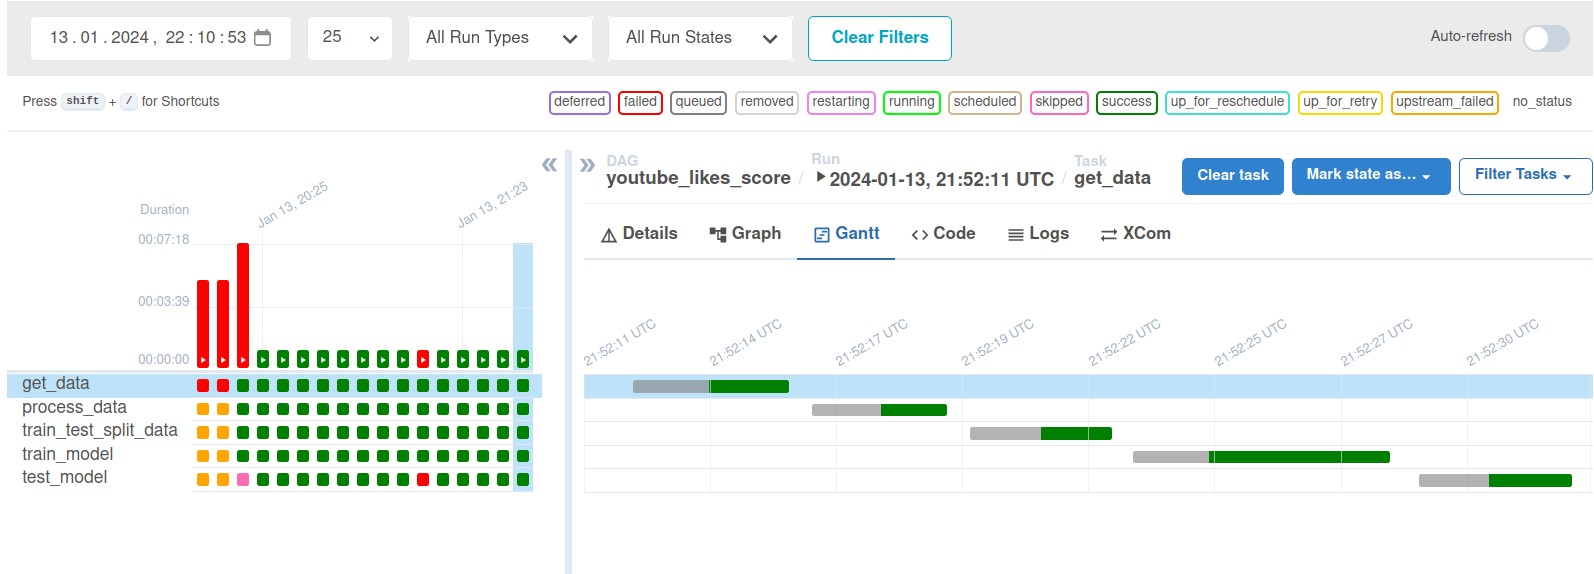 13 . 01 . 2024 , 22 : 10 : 53
25
All Run Types
All Run States
Clear Filters
Auto-refresh
Press shift + / for Shortcuts
deferred failed queued removed restarting running scheduled skipped success up_for_reschedule up_for_retry upstream_failed no_status
DAG
youtube_likes_score
/
Run
2024-01-13, 21:52:11 UTC
/
Task
get_data
Clear task
Mark state as...
Filter Tasks
Details
Graph
Gantt
Code
Logs
XCom
Jan 13, 20:25
Jan 13, 21:23
Duration
00:07:18
00:03:39
00:00:00
get_data
process_data
train_test_split_data
train_model
test_model
21:52:11 UTC
21:52:14 UTC
21:52:17 UTC
21:52:19 UTC
21:52:22 UTC
21:52:25 UTC
21:52:27 UTC
21:52:30 UTC